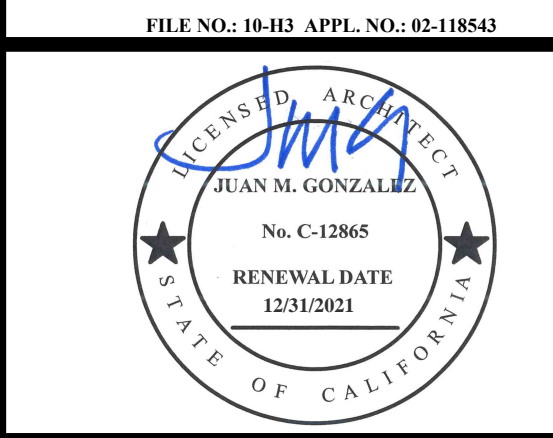 FILE NO.: 10-H3 APPL. NO.: 02-118543
LICENSED ARCHITECT
JUAN M. GONZALEZ
No. C-12865
RENEWAL DATE
12/31/2021
STATE OF CALIFORNIA